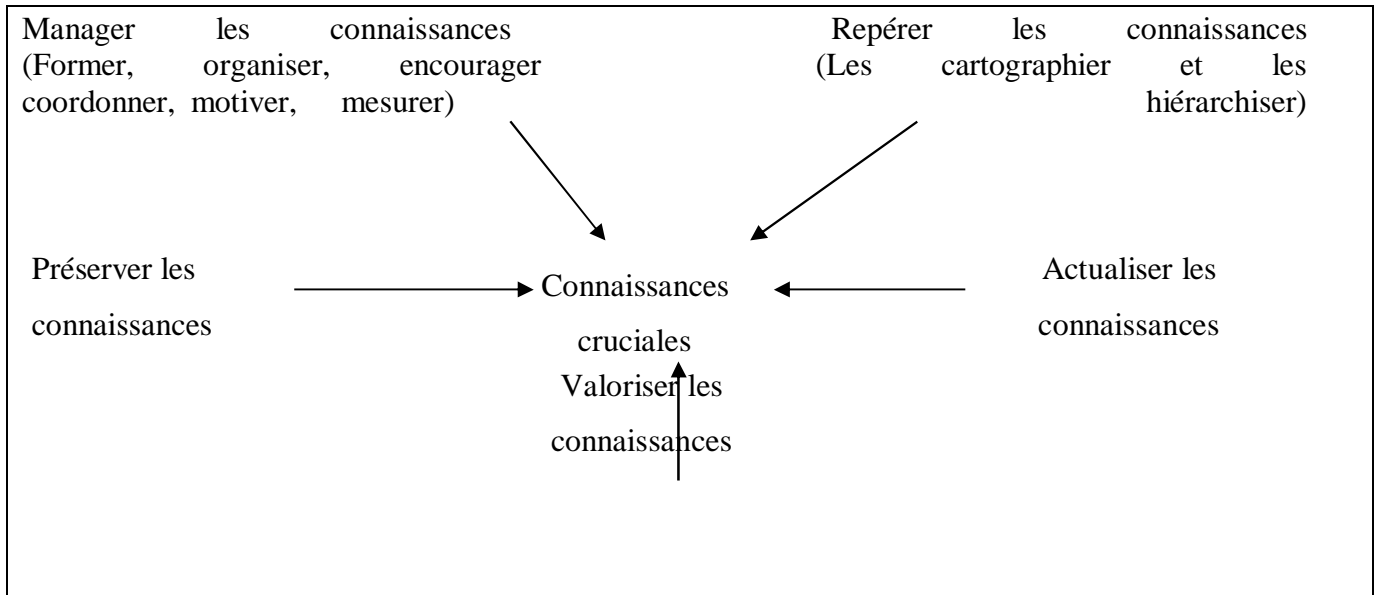 Manager les connaissances
(Former, organiser, encourager
coordonner, motiver, mesurer)
Repérer les connaissances
(Les cartographier et les
hiérarchiser)
Préserver les
connaissances
Connaissances
cruciales
Actualiser les
connaissances
Valoriser les
connaissances